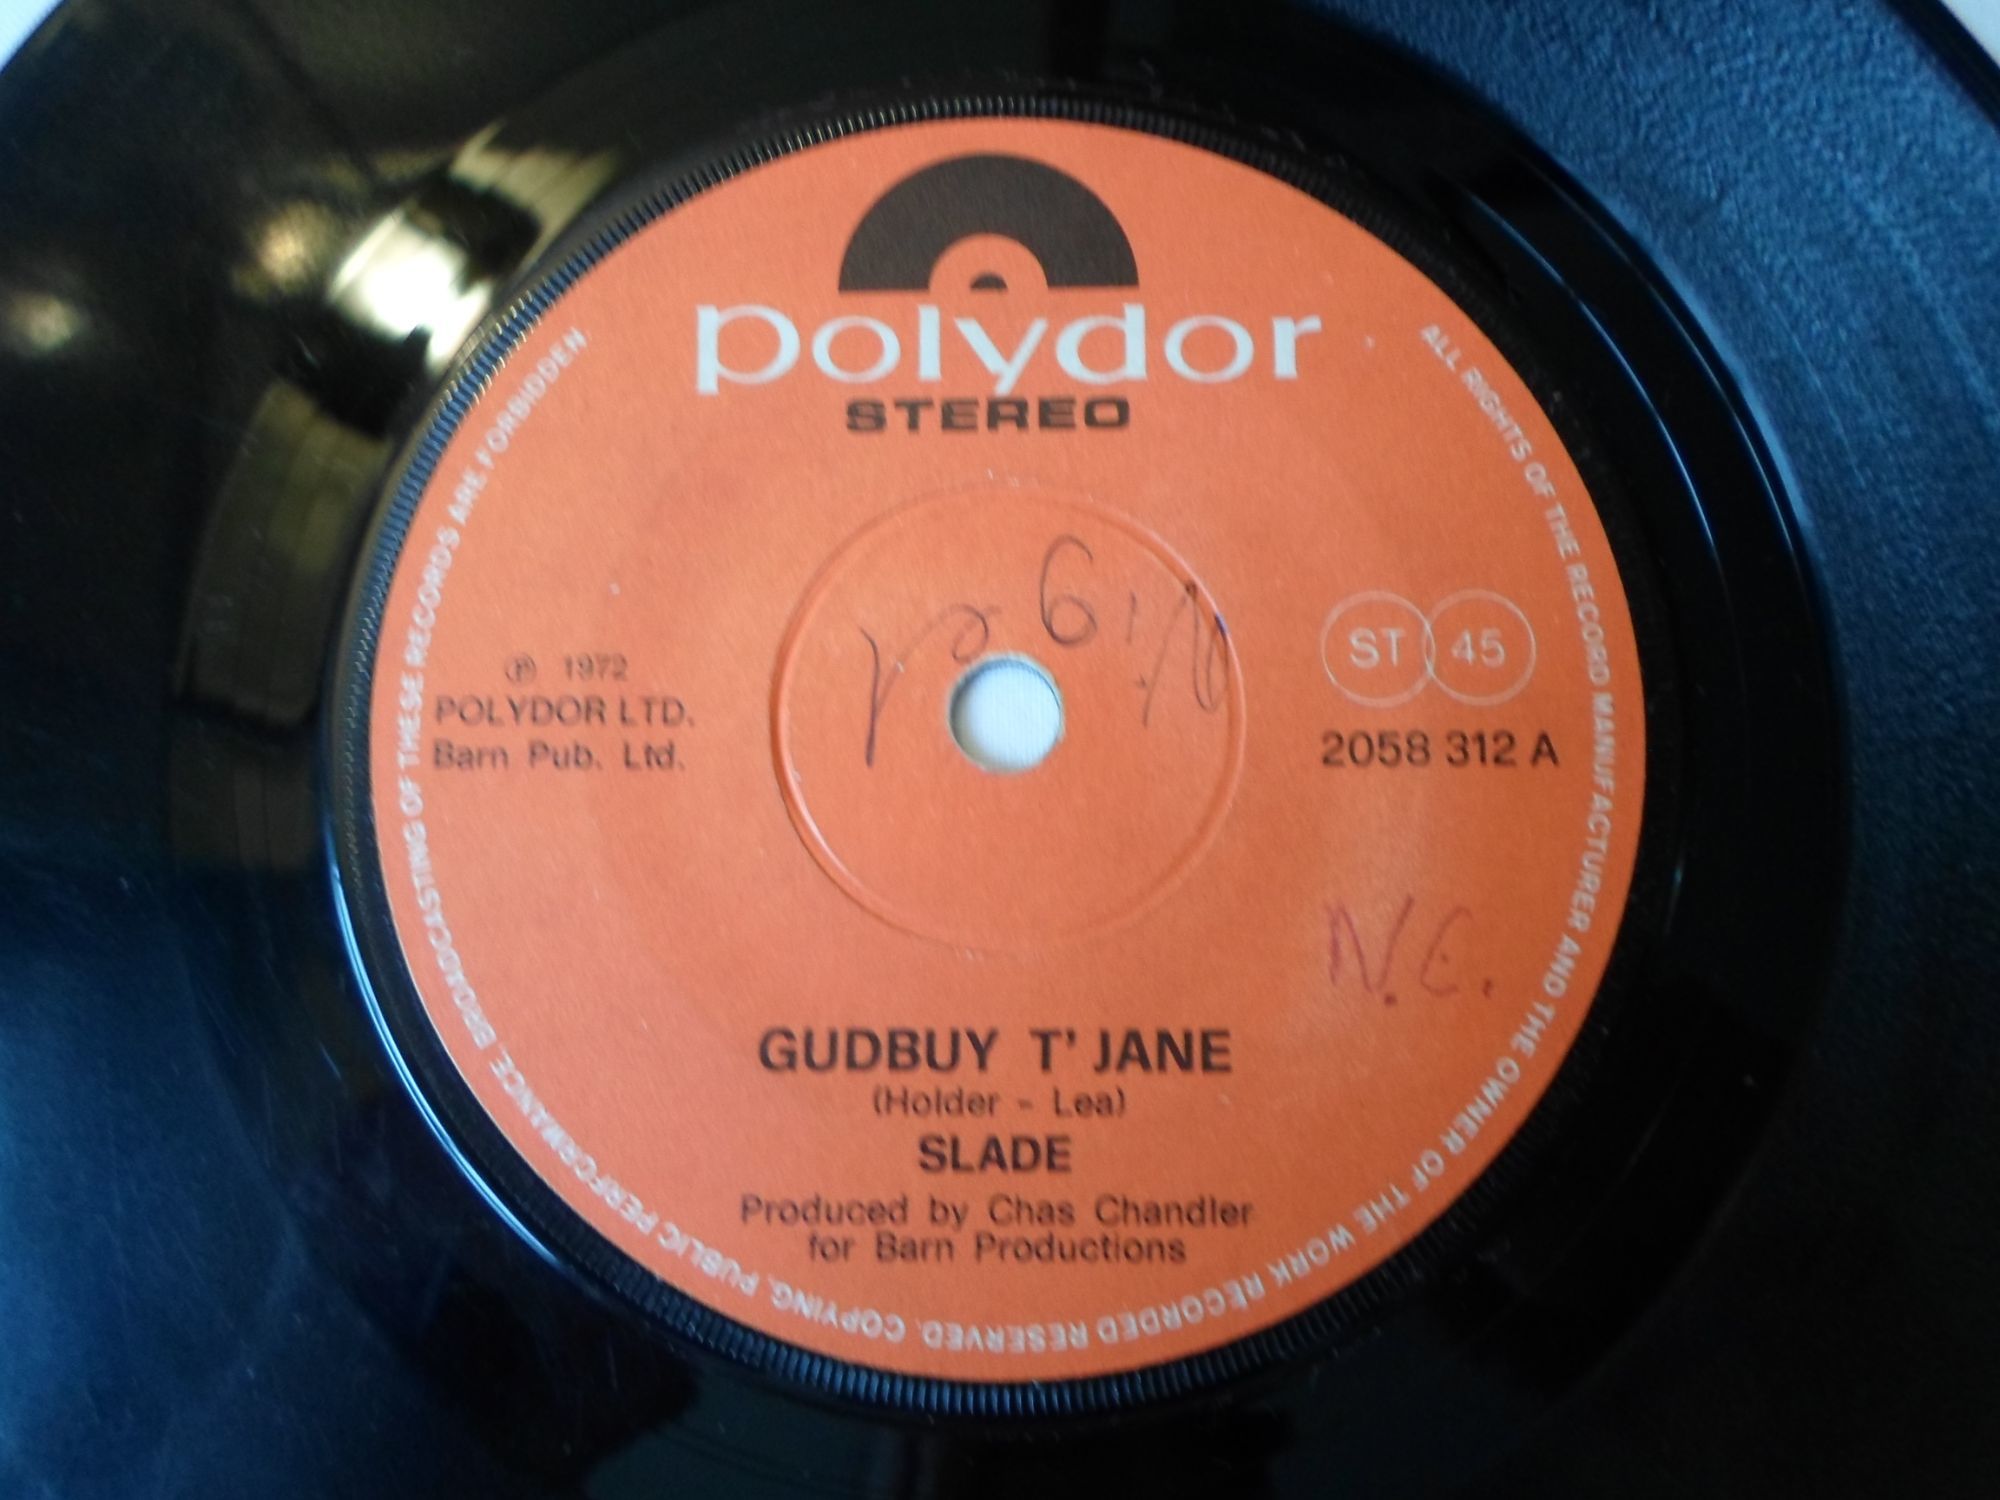 polydor
STEREO
Nigel
ST 45
℗ 1972
POLYDOR LTD.
Barn Pub. Ltd.
2058 312 A
N.C.
GUDBUY T' JANE
(Holder - Lea)
SLADE
Produced by Chas Chandler
for Barn Productions
ALL RIGHTS OF THE RECORD MANUFACTURER AND THE OWNER OF THE WORK RECORDED RESERVED. COPYING, PUBLIC PERFORMANCE, BROADCASTING OF THESE RECORDS ARE FORBIDDEN.